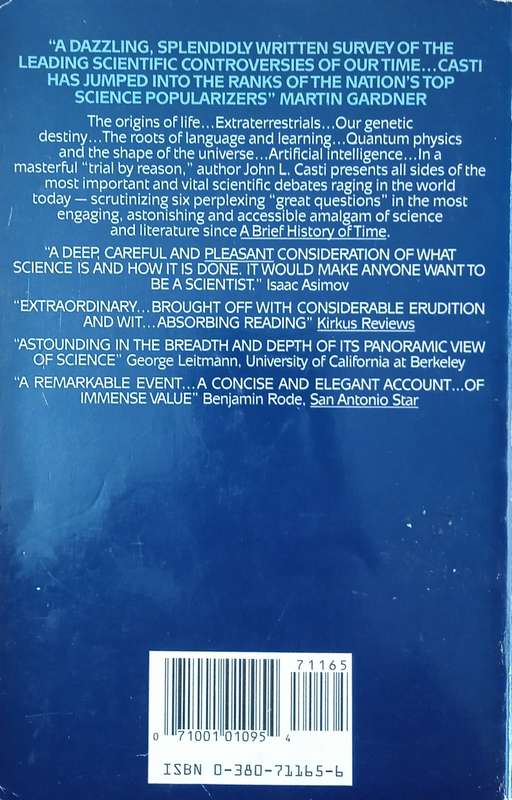 "A DAZZLING, SPLENDIDLY WRITTEN SURVEY OF THE
LEADING SCIENTIFIC CONTROVERSIES OF OUR TIME...CASTI
HAS JUMPED INTO THE RANKS OF THE NATION'S TOP
SCIENCE POPULARIZERS" MARTIN GARDNER
The origins of life...Extraterrestrials...Our genetic
destiny...The roots of language and learning...Quantum physics
and the shape of the universe...Artificial intelligence...In a
masterful "trial by reason," author John L. Casti presents all sides of the
most important and vital scientific debates raging in the world
today — scrutinizing six perplexing "great questions" in the most
engaging, astonishing and accessible amalgam of science
and literature since A Brief History of Time.
"A DEEP, CAREFUL AND PLEASANT CONSIDERATION OF WHAT
SCIENCE IS AND HOW IT IS DONE. IT WOULD MAKE ANYONE WANT TO
BE A SCIENTIST." Isaac Asimov
"EXTRAORDINARY...BROUGHT OFF WITH CONSIDERABLE ERUDITION
AND WIT...ABSORBING READING" Kirkus Reviews
"ASTOUNDING IN THE BREADTH AND DEPTH OF ITS PANORAMIC VIEW
OF SCIENCE" George Leitmann, University of California at Berkeley
"A REMARKABLE EVENT...A CONCISE AND ELEGANT ACCOUNT...OF
IMMENSE VALUE" Benjamin Rode, San Antonio Star
71165
0 71001 01095 4
ISBN 0-380-71165-6